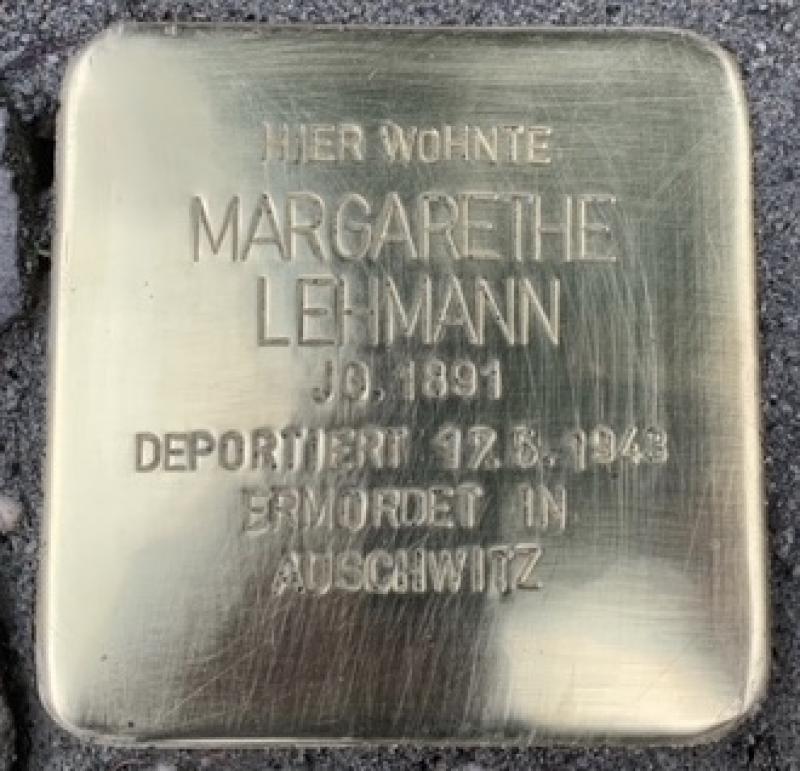 HIER WOHNTE
MARGARETHE
LEHMANN
JG. 1891
DEPORTIERT 17.5.1943
ERMORDET IN
AUSCHWITZ